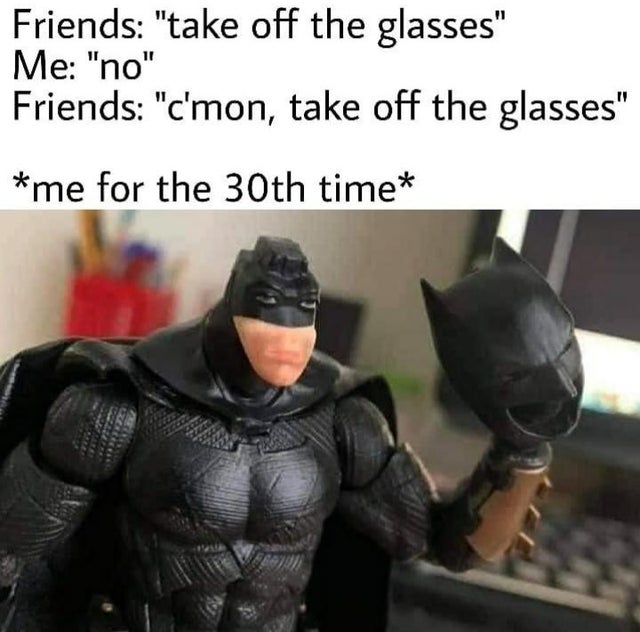 Friends: "take off the glasses"
Me: "no"
Friends: "c'mon, take off the glasses"
*me for the 30th time*